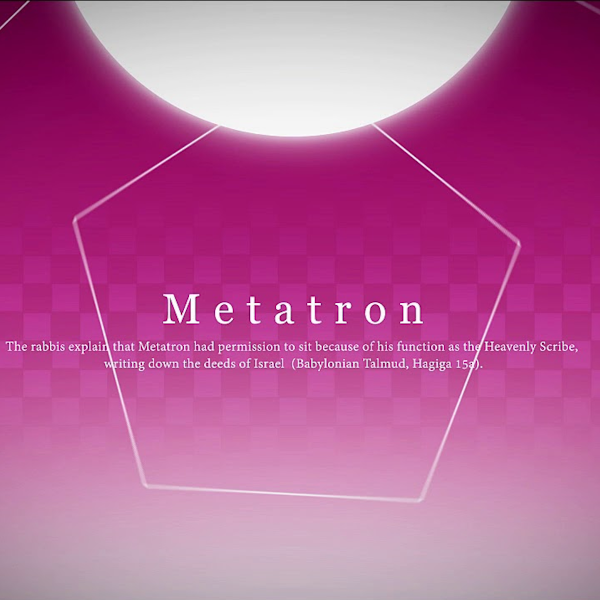 Metatron
The rabbis explain that Metatron had permission to sit because of his function as the Heavenly Scribe,
writing down the deeds of Israel (Babylonian Talmud, Hagiga 15a).